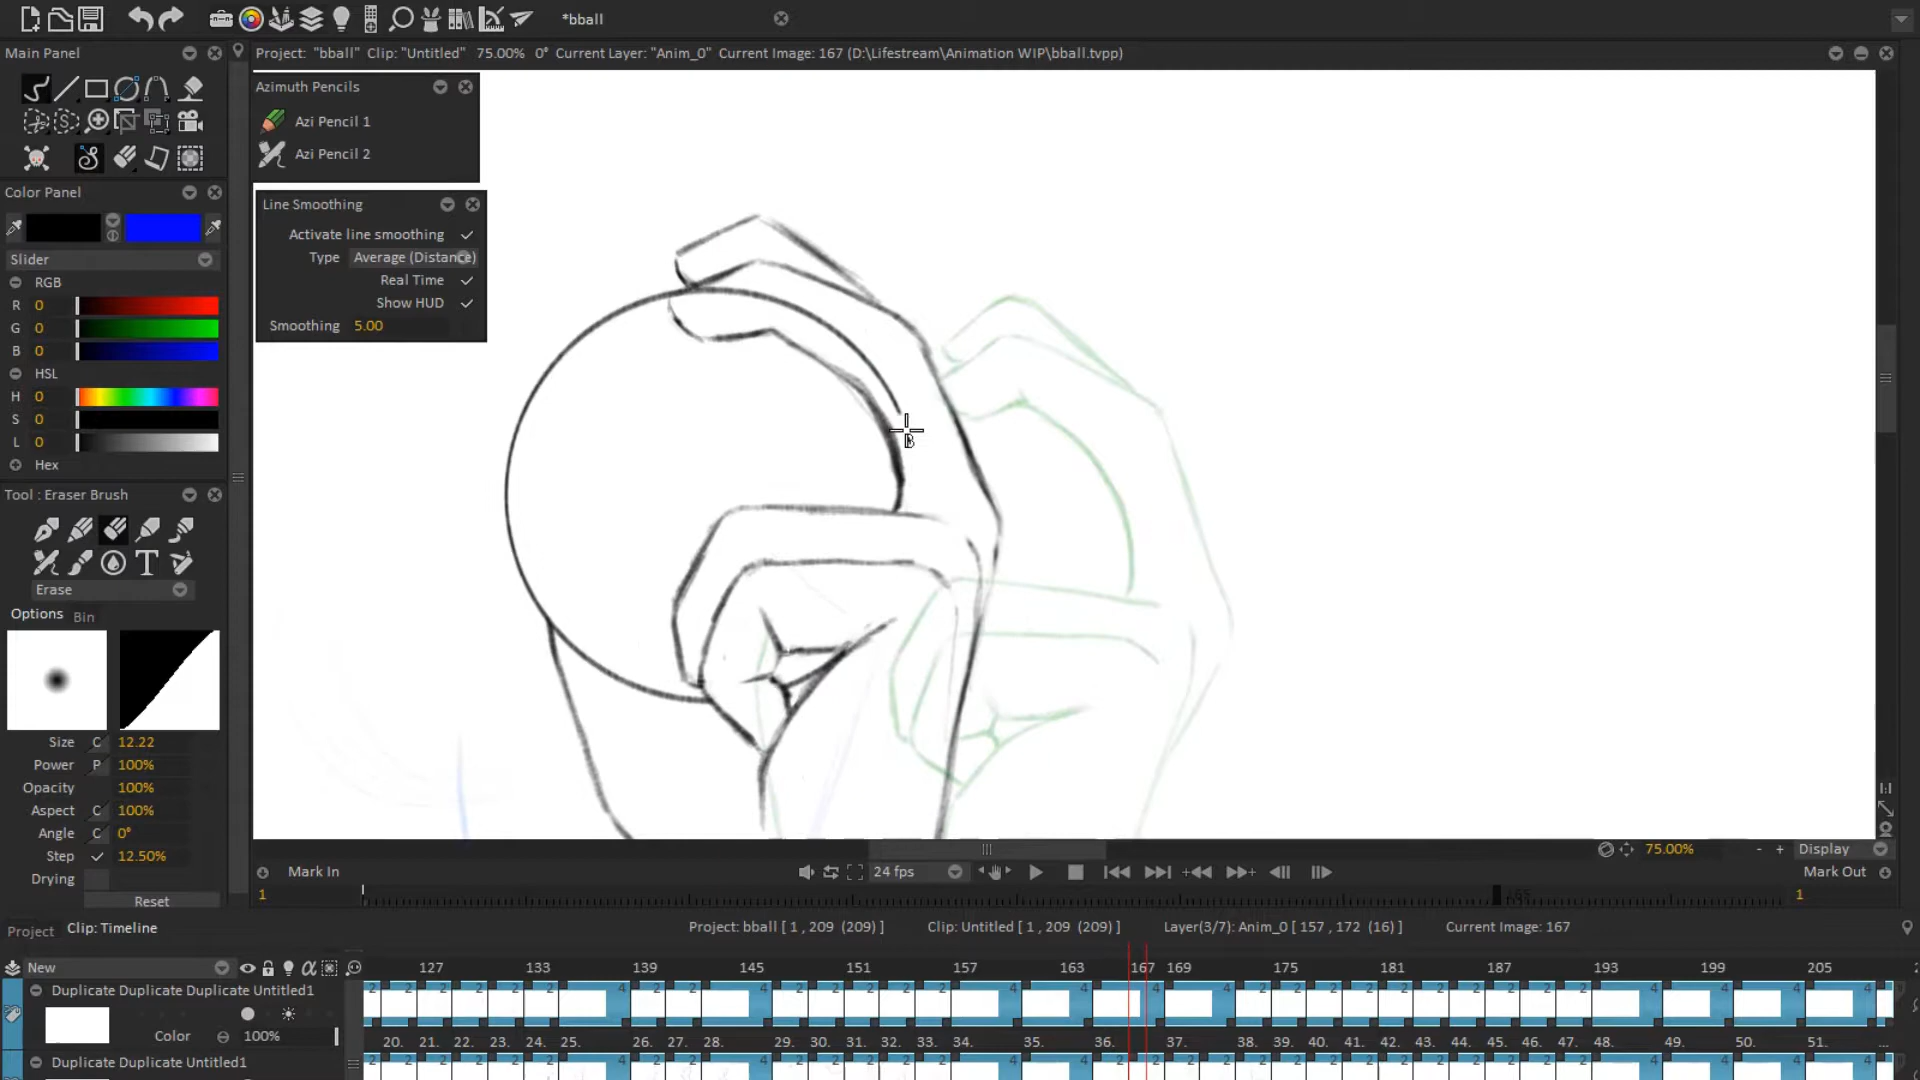 *bball
Main Panel
Project: "bball" Clip: "Untitled" 75.00% 0° Current Layer: "Anim_0" Current Image: 167 (D:\Lifestream\Animation WIP\bball.tvpp)
Azimuth Pencils
Azi Pencil 1
Azi Pencil 2
Color Panel
Line Smoothing
Activate line smoothing
Type Average (Distance)
Real Time
Show HUD
Smoothing 5.00
Slider
RGB
R 0
G 0
B 0
HSL
H 0
S 0
L 0
Hex
Tool : Eraser Brush
Erase
Options Bin
Size C 12.22
Power P 100%
Opacity 100%
Aspect C 100%
Angle C 0°
Step 12.50%
Drying
Reset
75.00% - + Display
Mark In 24 fps Mark Out
1 1
Project Clip: Timeline Project: bball [ 1 , 209 (209) ] Clip: Untitled [ 1 , 209 (209) ] Layer(3/7): Anim_0 [ 157 , 172 (16) ] Current Image: 167
New 127 133 139 145 151 157 163 167 169 175 181 187 193 199 205
Duplicate Duplicate Duplicate Untitled1
Color 100%
20. 21. 22. 23. 24. 25. 26. 27. 28. 29. 30. 31. 32. 33. 34. 35. 36. 37. 38. 39. 40. 41. 42. 43. 44. 45. 46. 47. 48. 49. 50. 51. ...
Duplicate Duplicate Untitled1